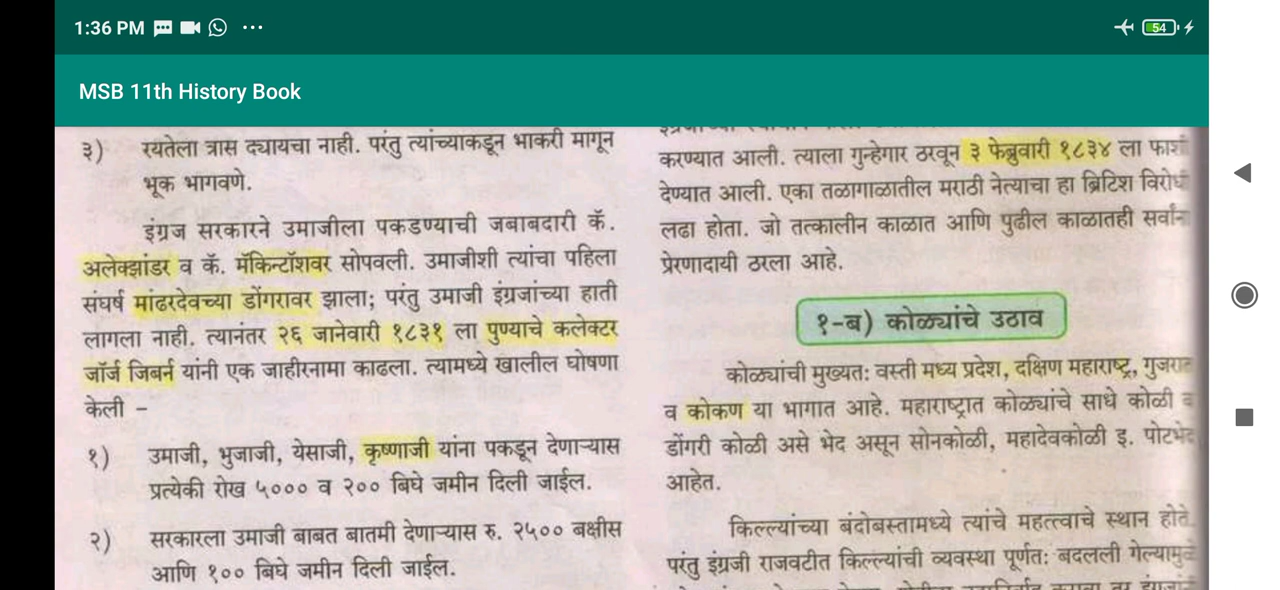 1:36 PM
54
MSB 11th History Book
३) रयतेला त्रास द्यायचा नाही. परंतु त्यांच्याकडून भाकरी मागून
भूक भागवणे.
इंग्रज सरकारने उमाजीला पकडण्याची जबाबदारी कॅ.
अलेक्झांडर व कॅ. मॅकिन्टॉशवर सोपवली. उमाजीशी त्यांचा पहिला
संघर्ष मांढरदेवच्या डोंगरावर झाला; परंतु उमाजी इंग्रजांच्या हाती
लागला नाही. त्यानंतर २६ जानेवारी १८३१ ला पुण्याचे कलेक्टर
जॉर्ज जिबर्न यांनी एक जाहीरनामा काढला. त्यामध्ये खालील घोषणा
केली –
१) उमाजी, भुजाजी, येसाजी, कृष्णाजी यांना पकडून देणाऱ्यास
प्रत्येकी रोख ५००० व २०० बिघे जमीन दिली जाईल.
२) सरकारला उमाजी बाबत बातमी देणाऱ्यास रु. २५०० बक्षीस
आणि १०० बिघे जमीन दिली जाईल.
करण्यात आली. त्याला गुन्हेगार ठरवून ३ फेब्रुवारी १८३४ ला फाशी
देण्यात आली. एका तळागाळातील मराठी नेत्याचा हा ब्रिटिश विरोधी
लढा होता. जो तत्कालीन काळात आणि पुढील काळातही सर्वांना
प्रेरणादायी ठरला आहे.
१-ब) कोळ्यांचे उठाव
कोळ्यांची मुख्यत: वस्ती मध्य प्रदेश, दक्षिण महाराष्ट्र, गुजरात
व कोकण या भागात आहे. महाराष्ट्रात कोळ्यांचे साधे कोळी व
डोंगरी कोळी असे भेद असून सोनकोळी, महादेवकोळी इ. पोटभेद
आहेत.
किल्ल्यांच्या बंदोबस्तामध्ये त्यांचे महत्त्वाचे स्थान होते.
परंतु इंग्रजी राजवटीत किल्ल्यांची व्यवस्था पूर्णत: बदलली गेल्यामुळे